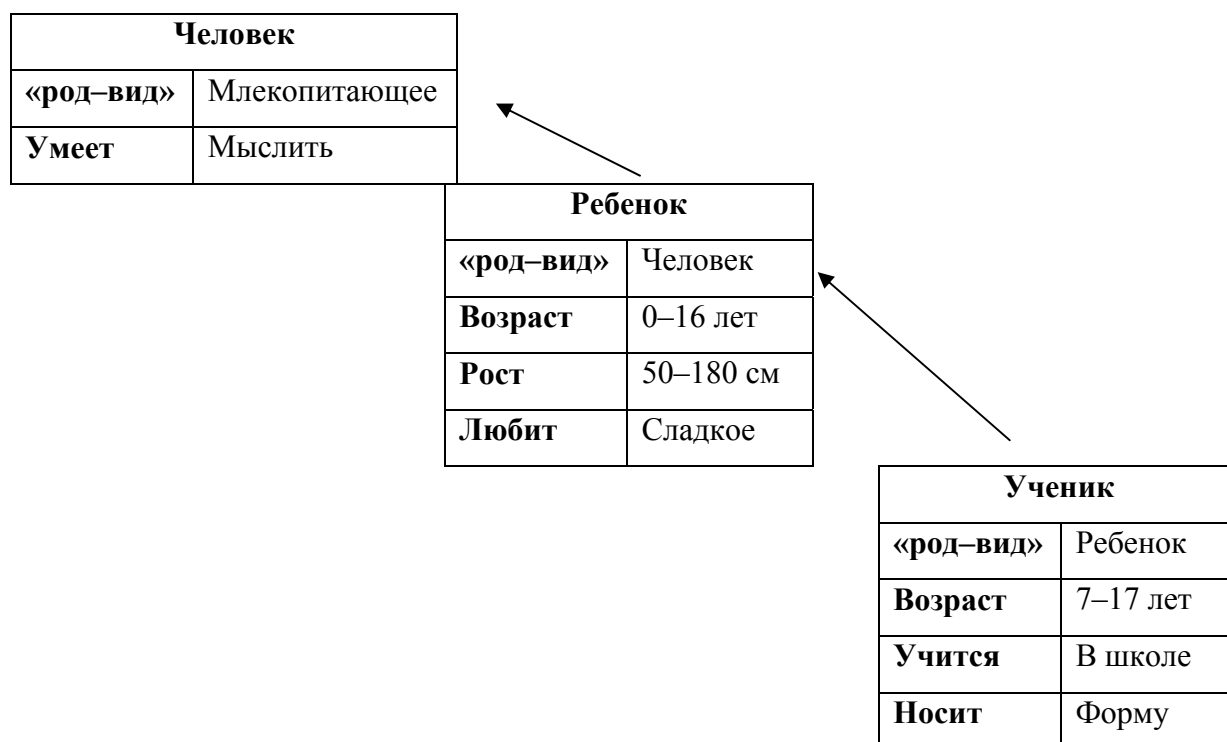 Человек
«род–вид» Млекопитающее
Умеет Мыслить
Ребенок
«род–вид» Человек
Возраст 0–16 лет
Рост 50–180 см
Любит Сладкое
Ученик
«род–вид» Ребенок
Возраст 7–17 лет
Учится В школе
Носит Форму